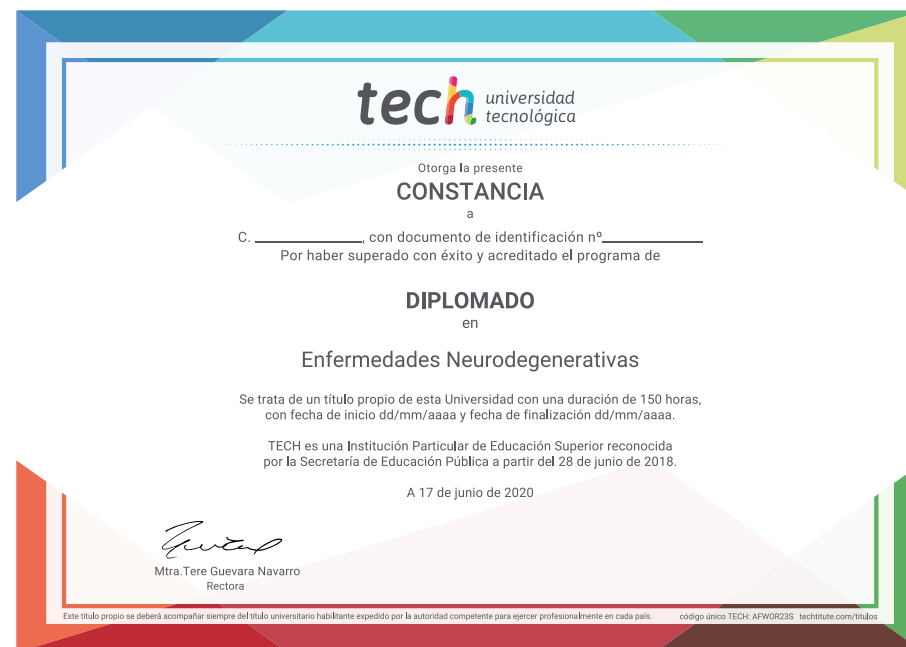 tech universidad
tecnológica
Otorga la presente
CONSTANCIA
a
C. ______________, con documento de identificación nº_____________
Por haber superado con éxito y acreditado el programa de
DIPLOMADO
en
Enfermedades Neurodegenerativas
Se trata de un título propio de esta Universidad con una duración de 150 horas,
con fecha de inicio dd/mm/aaaa y fecha de finalización dd/mm/aaaa.
TECH es una Institución Particular de Educación Superior reconocida
por la Secretaría de Educación Pública a partir del 28 de junio de 2018.
A 17 de junio de 2020
Mtra.Tere Guevara Navarro
Rectora
Este título propio se deberá acompañar siempre del título universitario habilitante expedido por la autoridad competente para ejercer profesionalmente en cada país. código único TECH: AFWOR23S techtitute.com/titulos